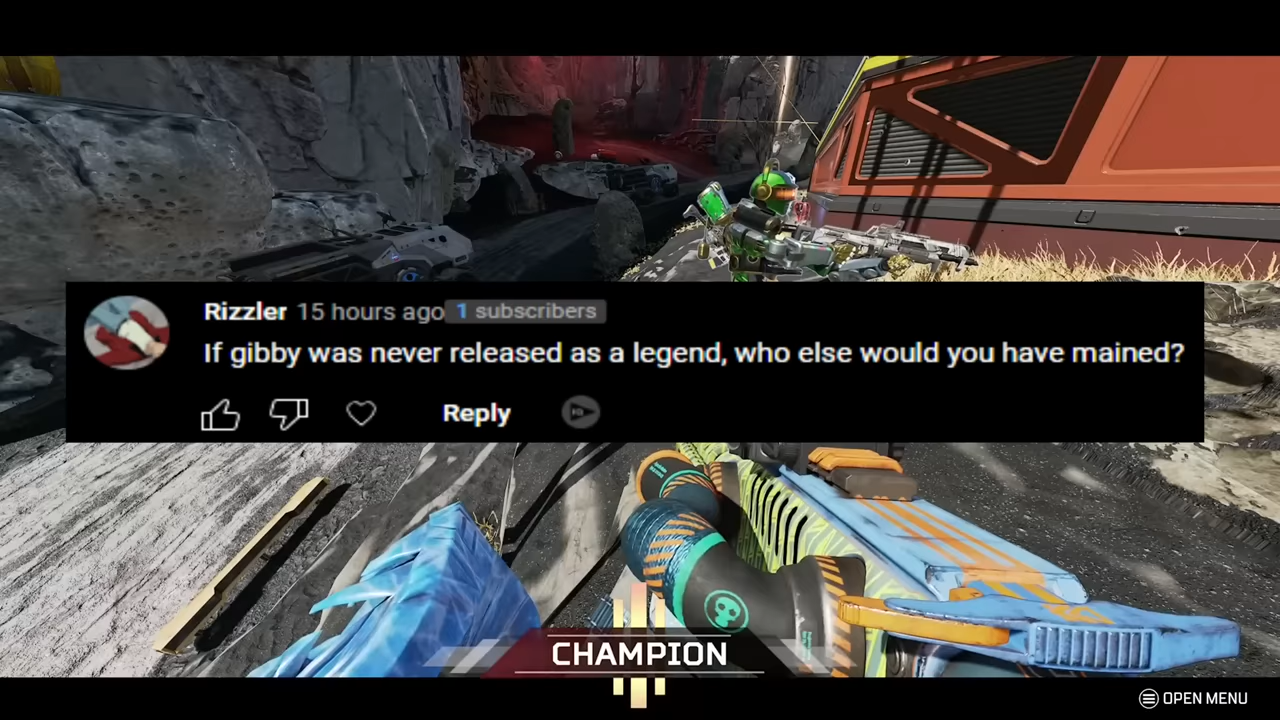 Rizzler 15 hours ago 1 subscribers
If gibby was never released as a legend, who else would you have mained?
Reply
CHAMPION
OPEN MENU